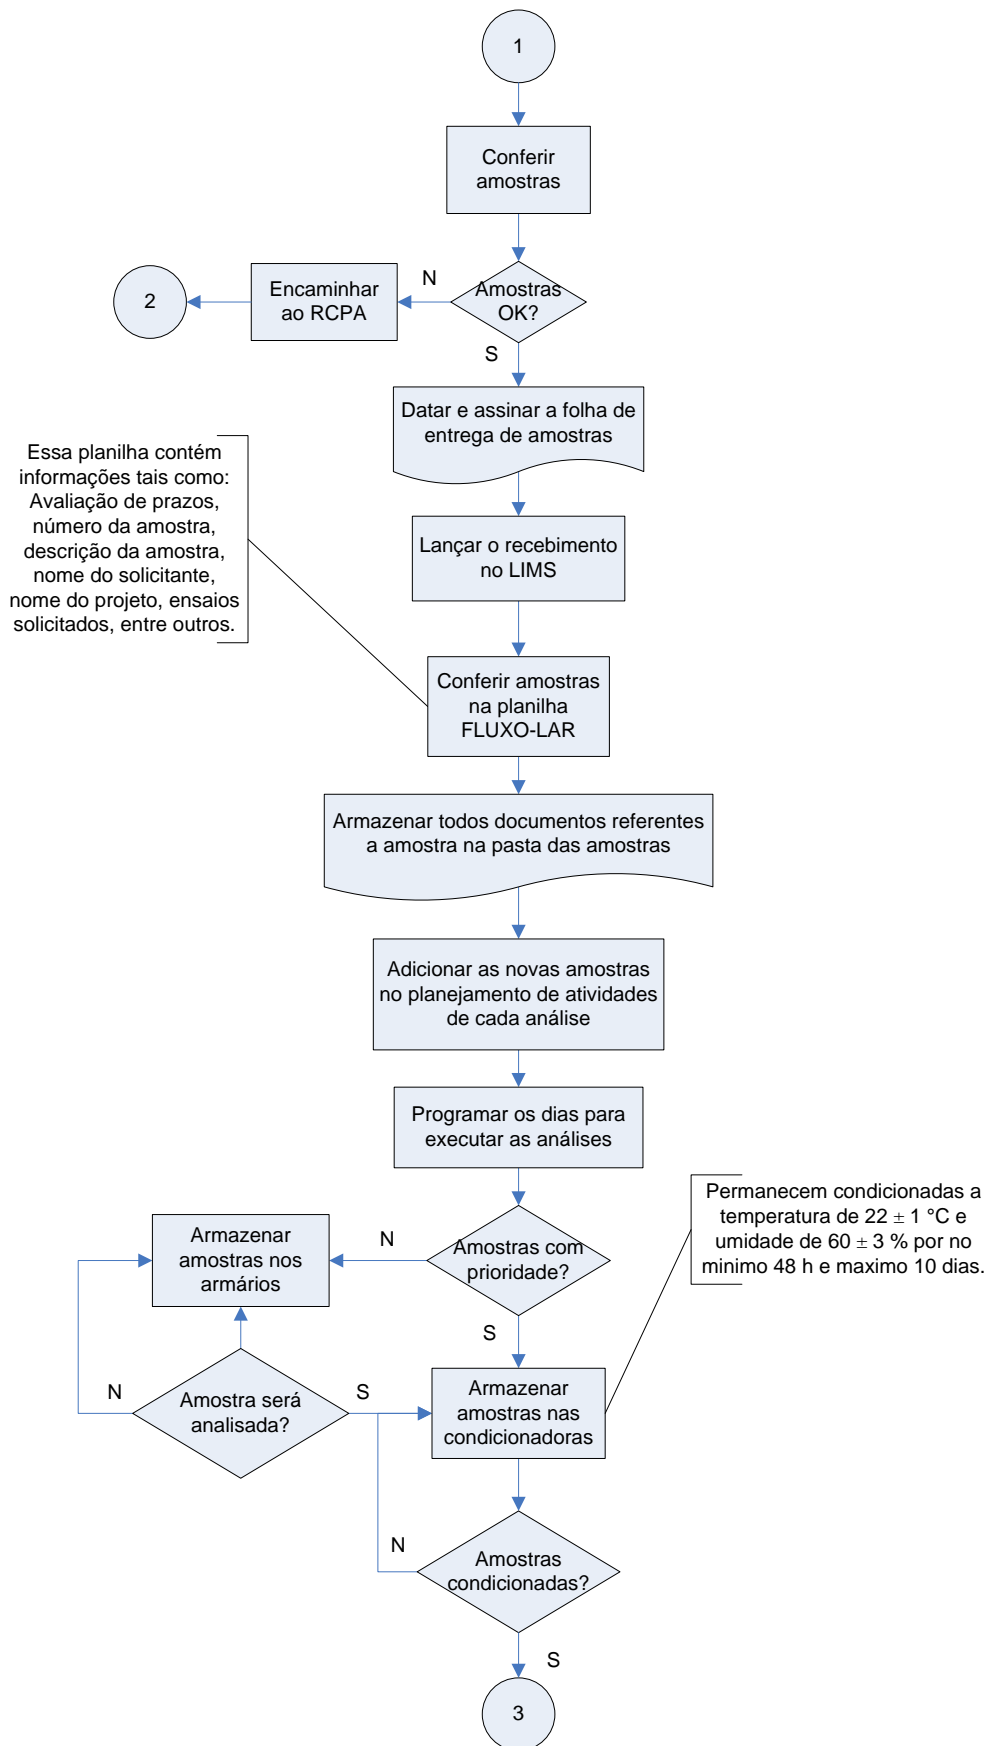 1
Conferir
amostras
Amostras
OK?
N
Encaminhar
ao RCPA
2
S
Datar e assinar a folha de
entrega de amostras
Essa planilha contém
informações tais como:
Avaliação de prazos,
número da amostra,
descrição da amostra,
nome do solicitante,
nome do projeto, ensaios
solicitados, entre outros.
Lançar o recebimento
no LIMS
Conferir amostras
na planilha
FLUXO-LAR
Armazenar todos documentos referentes
a amostra na pasta das amostras
Adicionar as novas amostras
no planejamento de atividades
de cada análise
Programar os dias para
executar as análises
Permanecem condicionadas a
temperatura de 22 ± 1 °C e
umidade de 60 ± 3 % por no
minimo 48 h e maximo 10 dias.
Amostras com
prioridade?
N
Armazenar
amostras nos
armários
S
Amostra será
analisada?
N
S
Armazenar
amostras nas
condicionadoras
N
Amostras
condicionadas?
S
3